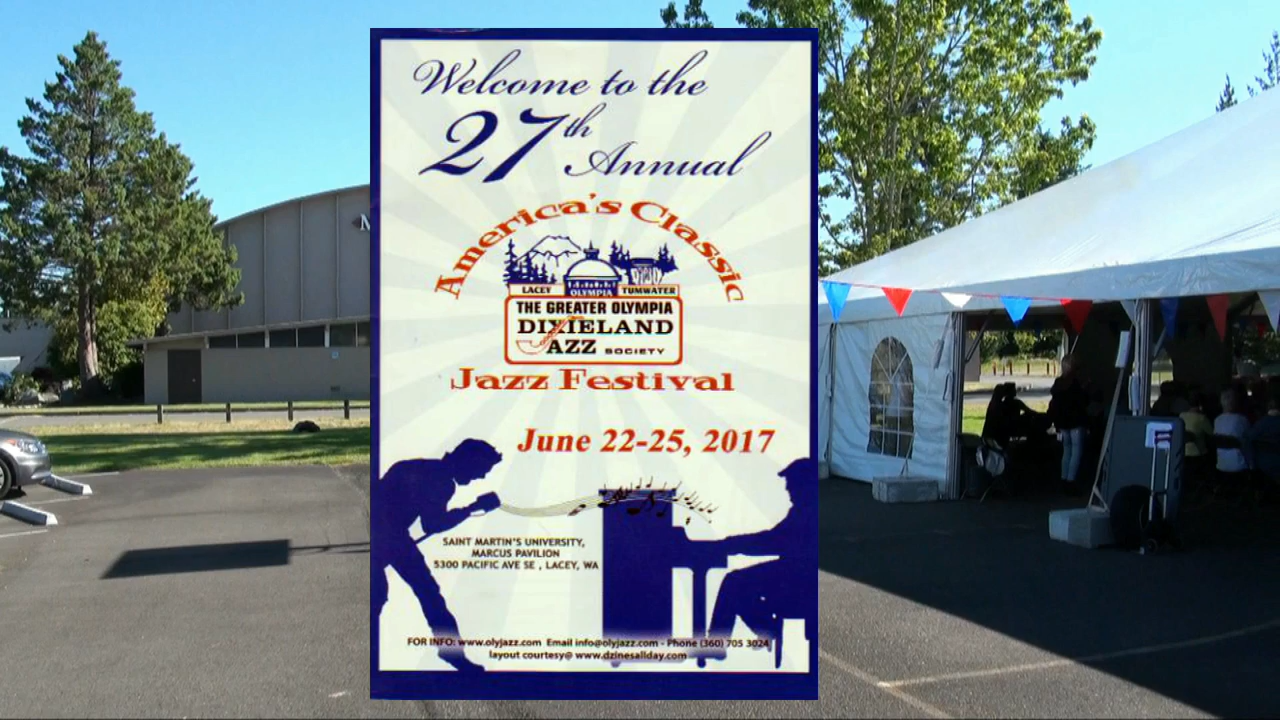 Welcome to the
27th Annual
America's Classic
LACEY OLYMPIA TUMWATER
THE GREATER OLYMPIA
DIXIELAND
JAZZ SOCIETY
Jazz Festival
June 22-25, 2017
SAINT MARTIN'S UNIVERSITY,
MARCUS PAVILION
5300 PACIFIC AVE SE , LACEY, WA
FOR INFO: www.olyjazz.com Email info@olyjazz.com - Phone (360) 705 3024
layout courtesy@ www.dzinesallday.com